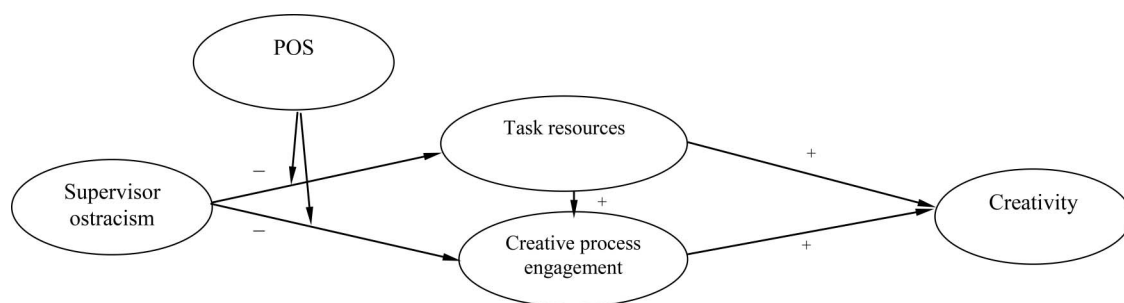 POS
Task resources
+
−
Supervisor
ostracism
+
Creativity
−
Creative process
engagement
+